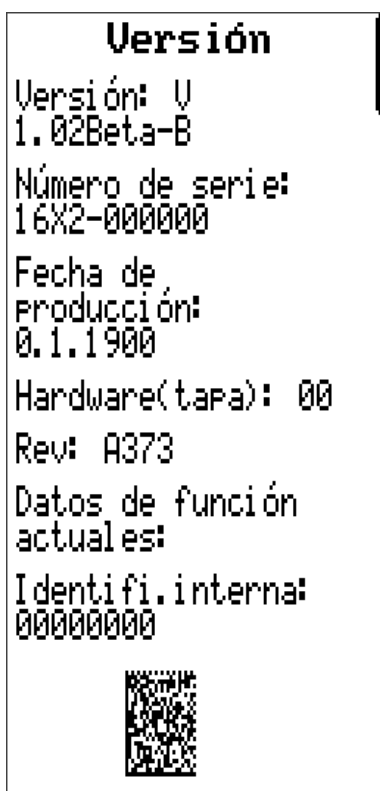 Versión
Versión: V
1.02Beta-B
Número de serie:
16X2-000000
Fecha de
producción:
0.1.1900
Hardware(tapa): 00
Rev: A373
Datos de función
actuales:
Identifi.interna:
00000000